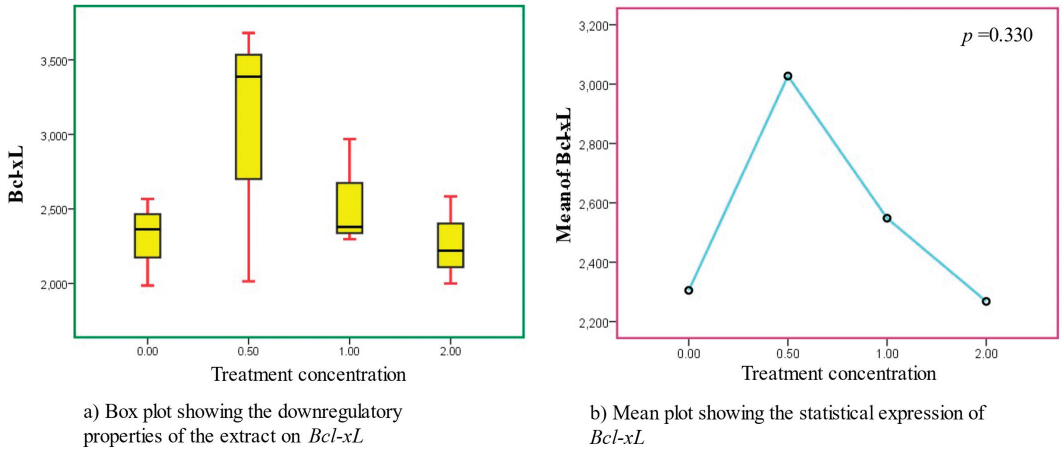 3,500
3,000
2,500
2,000
Bcl-xL
0.00 0.50 1.00 2.00
Treatment concentration
a) Box plot showing the downregulatory
properties of the extract on Bcl-xL
p =0.330
3,200
3,000
2,800
2,600
2,400
2,200
Mean of Bcl-xL
0.00 0.50 1.00 2.00
Treatment concentration
b) Mean plot showing the statistical expression of
Bcl-xL